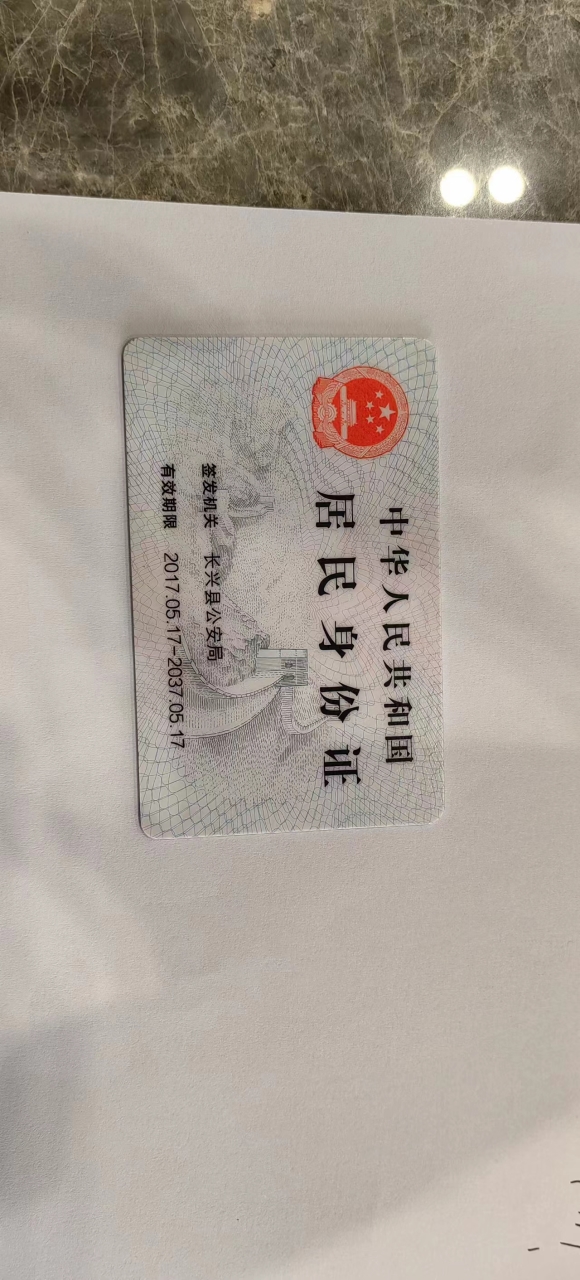 中华人民共和国
居民身份证
签发机关 长兴县公安局
有效期限 2017.05.17-2037.05.17